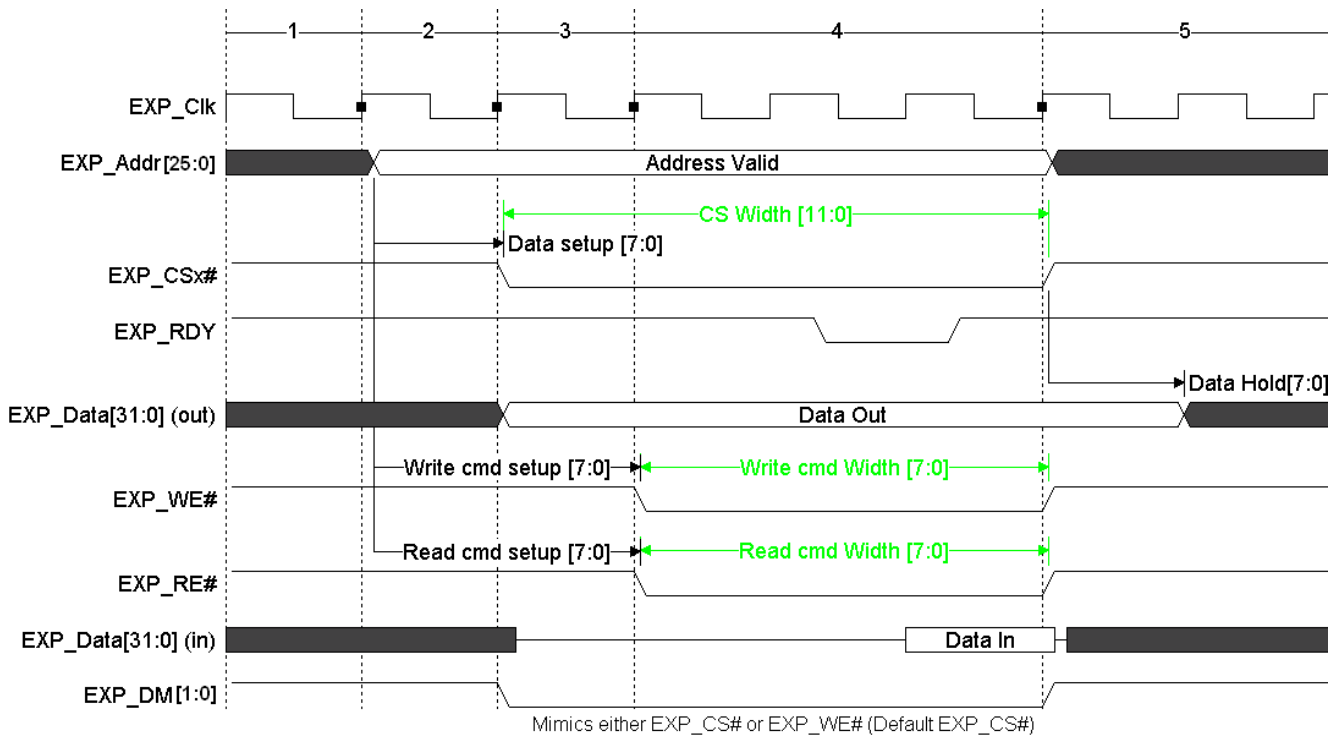 1 2 3 4 5
EXP_Clk
EXP_Addr[25:0] Address Valid
CS Width [11:0]
Data setup [7:0]
EXP_CSx#
EXP_RDY
Data Hold[7:0]
EXP_Data[31:0] (out) Data Out
Write cmd setup [7:0] Write cmd Width [7:0]
EXP_WE#
Read cmd setup [7:0] Read cmd Width [7:0]
EXP_RE#
EXP_Data[31:0] (in) Data In
EXP_DM[1:0]
Mimics either EXP_CS# or EXP_WE# (Default EXP_CS#)